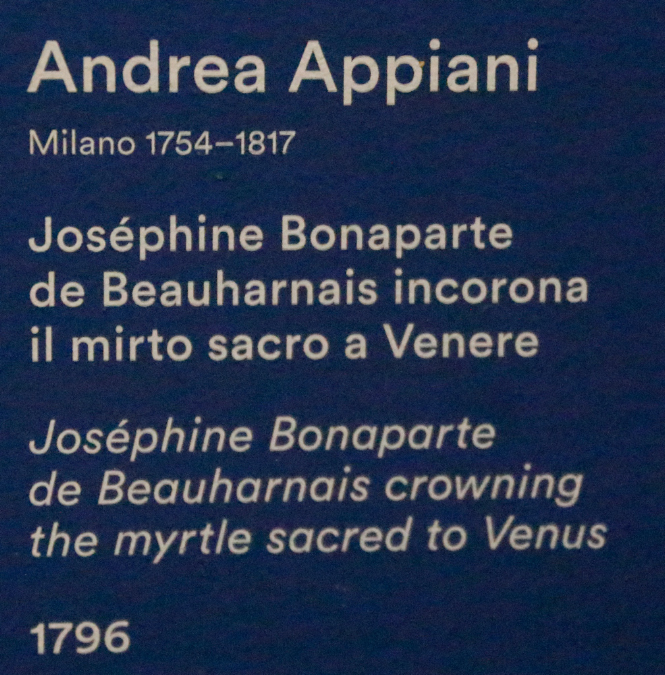 Andrea Appiani
Milano 1754–1817
Joséphine Bonaparte
de Beauharnais incorona
il mirto sacro a Venere
Joséphine Bonaparte
de Beauharnais crowning
the myrtle sacred to Venus
1796